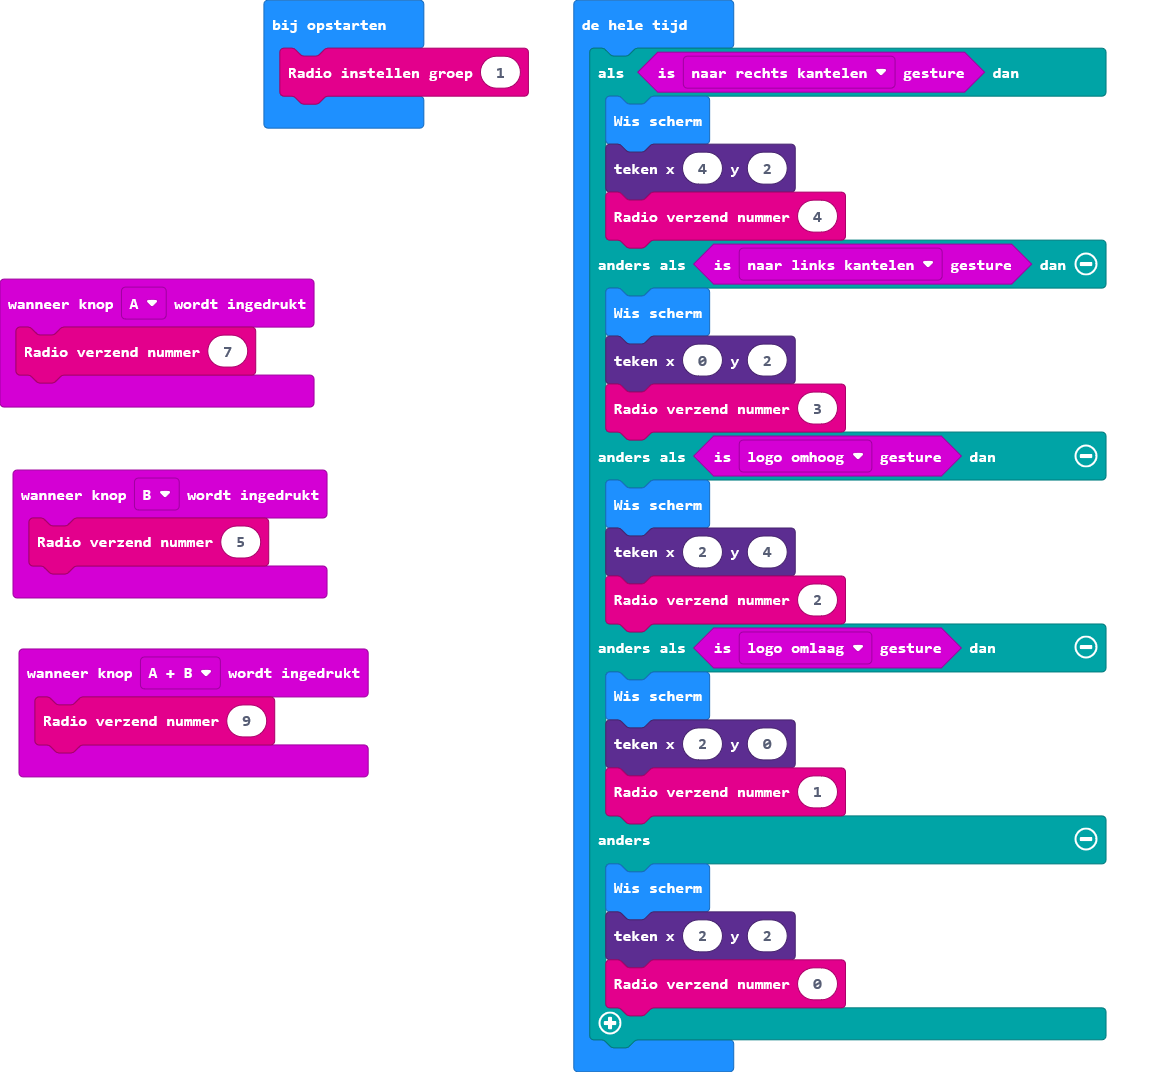 bij opstarten
Radio instellen groep 1
wanneer knop A wordt ingedrukt
Radio verzend nummer 7
wanneer knop B wordt ingedrukt
Radio verzend nummer 5
wanneer knop A + B wordt ingedrukt
Radio verzend nummer 9
de hele tijd
als is naar rechts kantelen gesture dan
Wis scherm
teken x 4 y 2
Radio verzend nummer 4
anders als is naar links kantelen gesture dan
Wis scherm
teken x 0 y 2
Radio verzend nummer 3
anders als is logo omhoog gesture dan
Wis scherm
teken x 2 y 4
Radio verzend nummer 2
anders als is logo omlaag gesture dan
Wis scherm
teken x 2 y 0
Radio verzend nummer 1
anders
Wis scherm
teken x 2 y 2
Radio verzend nummer 0